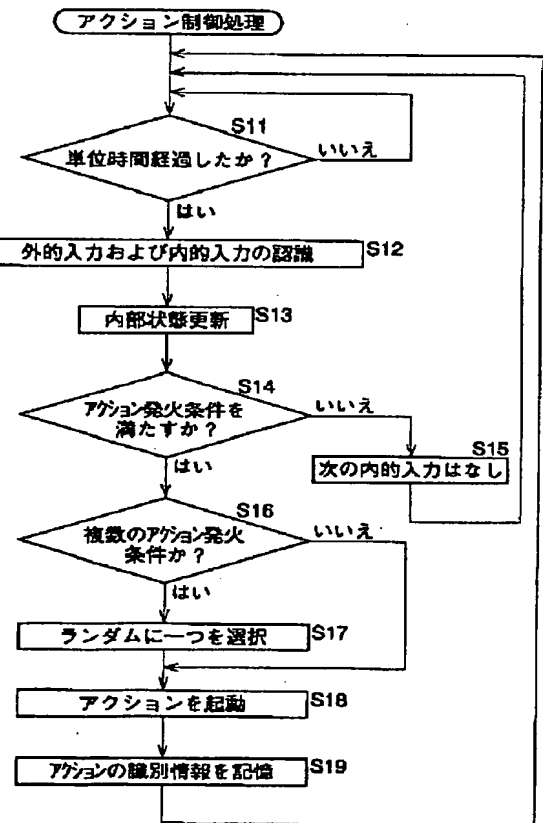 アクション制御処理
S11
単位時間経過したか？
いいえ
はい
外的入力および内的入力の認識
S12
内部状態更新
S13
S14
アクション発火条件を
満たすか？
いいえ
はい
S15
次の内的入力はなし
S16
複数のアクション発火
条件か？
いいえ
はい
ランダムに一つを選択
S17
アクションを起動
S18
アクションの識別情報を記憶
S19